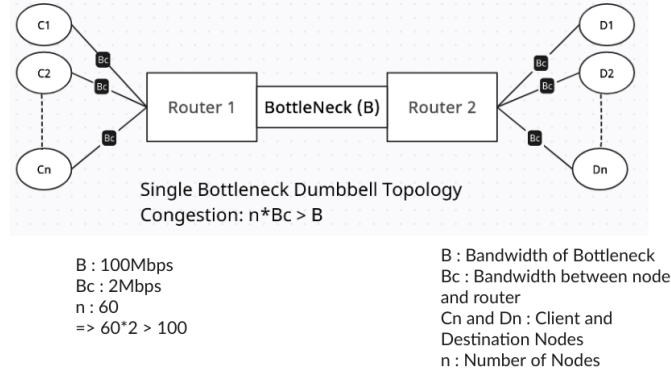 C1
C2
Cn
Bc
Bc
Bc
Router 1
BottleNeck (B)
Router 2
Bc
Bc
Bc
D1
D2
Dn
Single Bottleneck Dumbbell Topology
Congestion: n*Bc > B
B : 100Mbps
Bc : 2Mbps
n : 60
=> 60*2 > 100
B : Bandwidth of Bottleneck
Bc : Bandwidth between node
and router
Cn and Dn : Client and
Destination Nodes
n : Number of Nodes